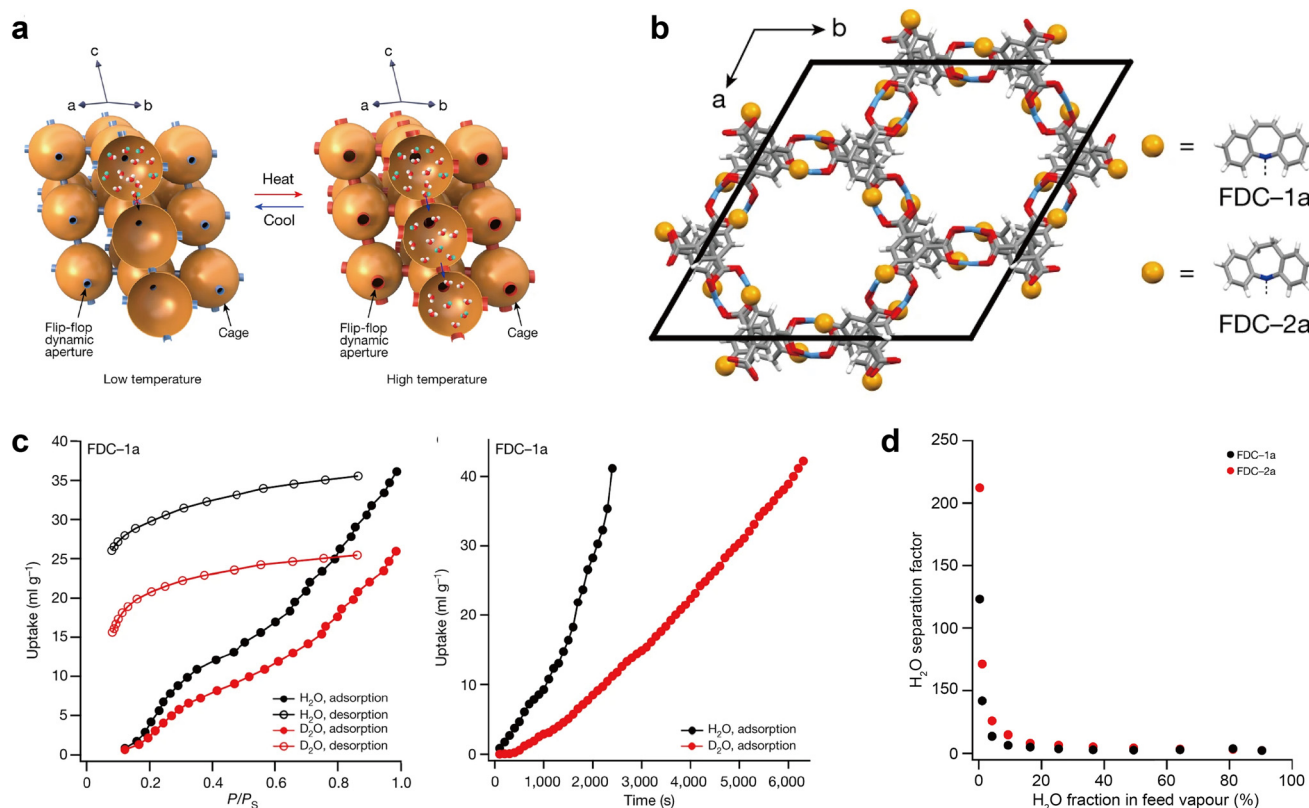 a
c
a
b
c
a
b
Heat
Cool
Flip-flop
dynamic
aperture
Cage
Flip-flop
dynamic
aperture
Cage
Low temperature
High temperature
b
b
a
=
FDC–1a
=
FDC–2a
c
FDC–1a
Uptake (ml g⁻¹)
40
35
30
25
20
15
10
5
0
H₂O, adsorption
H₂O, desorption
D₂O, adsorption
D₂O, desorption
0
0.2
0.4
0.6
0.8
1.0
P/Pₛ
FDC–1a
Uptake (ml g⁻¹)
40
30
20
10
0
H₂O, adsorption
D₂O, adsorption
0
1,000
2,000
3,000
4,000
5,000
6,000
Time (s)
d
H₂O separation factor
250
200
150
100
150
0
FDC–1a
FDC–2a
0
20
40
60
80
100
H₂O fraction in feed vapour (%)